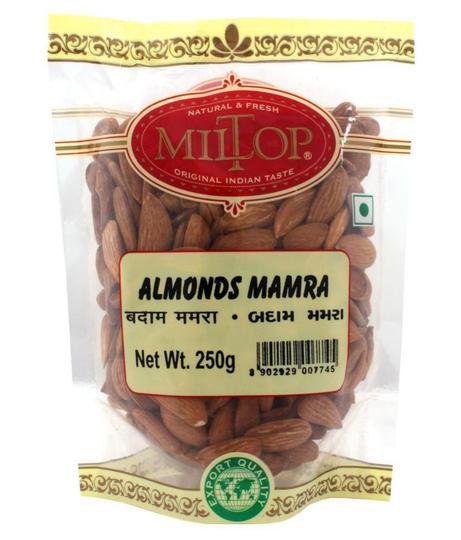 NATURAL & FRESH
MILTOP®
ORIGINAL INDIAN TASTE
ALMONDS MAMRA
बदाम ममरा • બદામ મમરા
Net Wt. 250g
8 902929 007745
EXPORT QUALITY